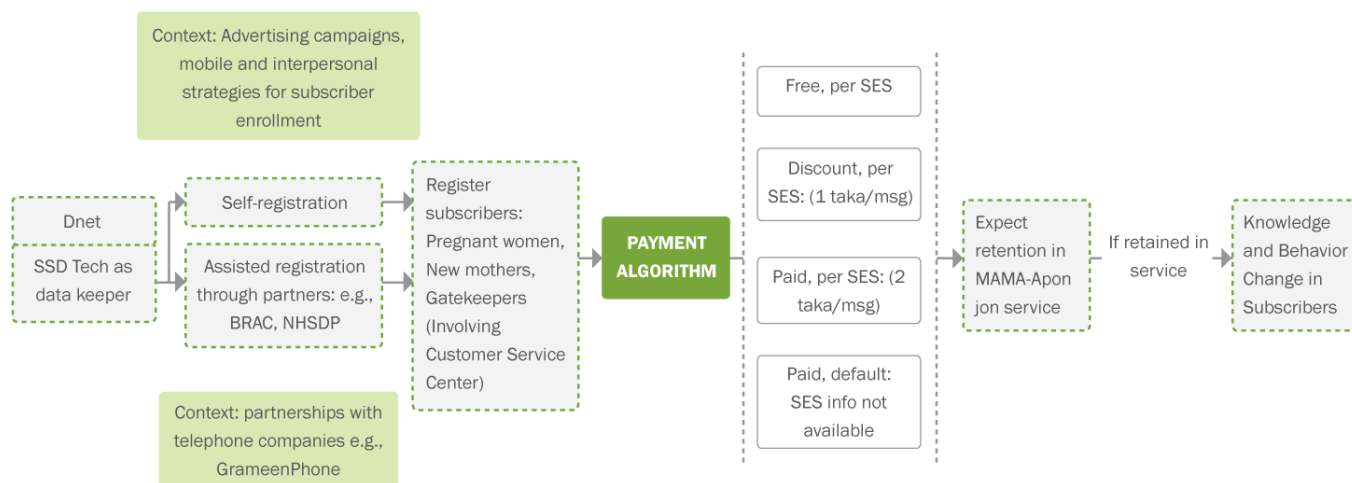 Context: Advertising campaigns,
mobile and interpersonal
strategies for subscriber
enrollment
Dnet
SSD Tech as
data keeper
Self-registration
Assisted registration
through partners: e.g.,
BRAC, NHSDP
Context: partnerships with
telephone companies e.g.,
GrameenPhone
Register
subscribers:
Pregnant women,
New mothers,
Gatekeepers
(Involving
Customer Service
Center)
PAYMENT
ALGORITHM
Free, per SES
Discount, per
SES: (1 taka/msg)
Paid, per SES: (2
taka/msg)
Paid, default:
SES info not
available
Expect
retention in
MAMA-Apon
jon service
If retained in
service
Knowledge
and Behavior
Change in
Subscribers